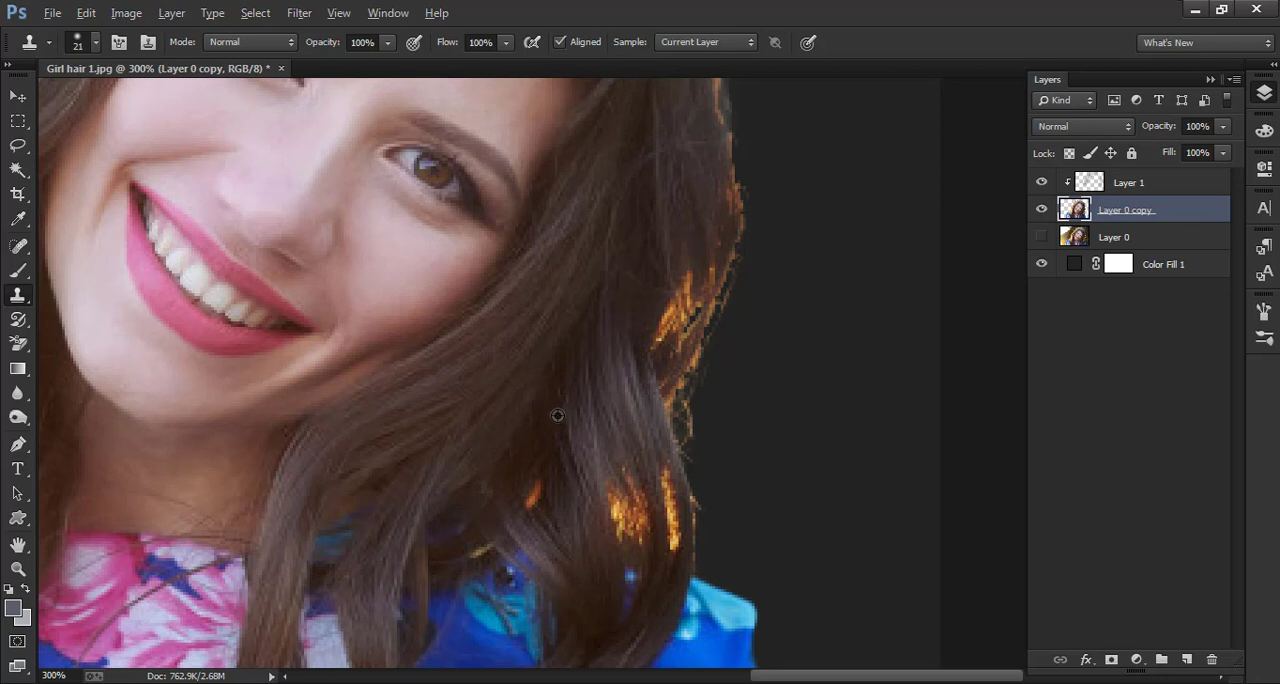 Ps File Edit Image Layer Type Select Filter View Window Help
21 Mode: Normal Opacity: 100% Flow: 100% Aligned Sample: Current Layer What's New
Girl hair 1.jpg @ 300% (Layer 0 copy, RGB/8) * ×
Layers
Kind
Normal Opacity: 100%
Lock: Fill: 100%
Layer 1
Layer 0 copy
Layer 0
Color Fill 1
300% Doc: 762.9K/2.68M